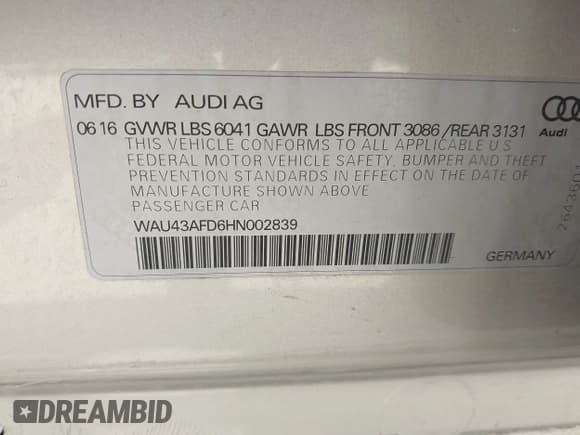 MFD. BY AUDI AG
06 16 GVWR LBS 6041 GAWR LBS FRONT 3086 /REAR 3131
Audi
THIS VEHICLE CONFORMS TO ALL APPLICABLE U S
FEDERAL MOTOR VEHICLE SAFETY, BUMPER AND THEFT
PREVENTION STANDARDS IN EFFECT ON THE DATE OF
MANUFACTURE SHOWN ABOVE
PASSENGER CAR
WAU43AFD6HN002839
GERMANY
DREAMBID